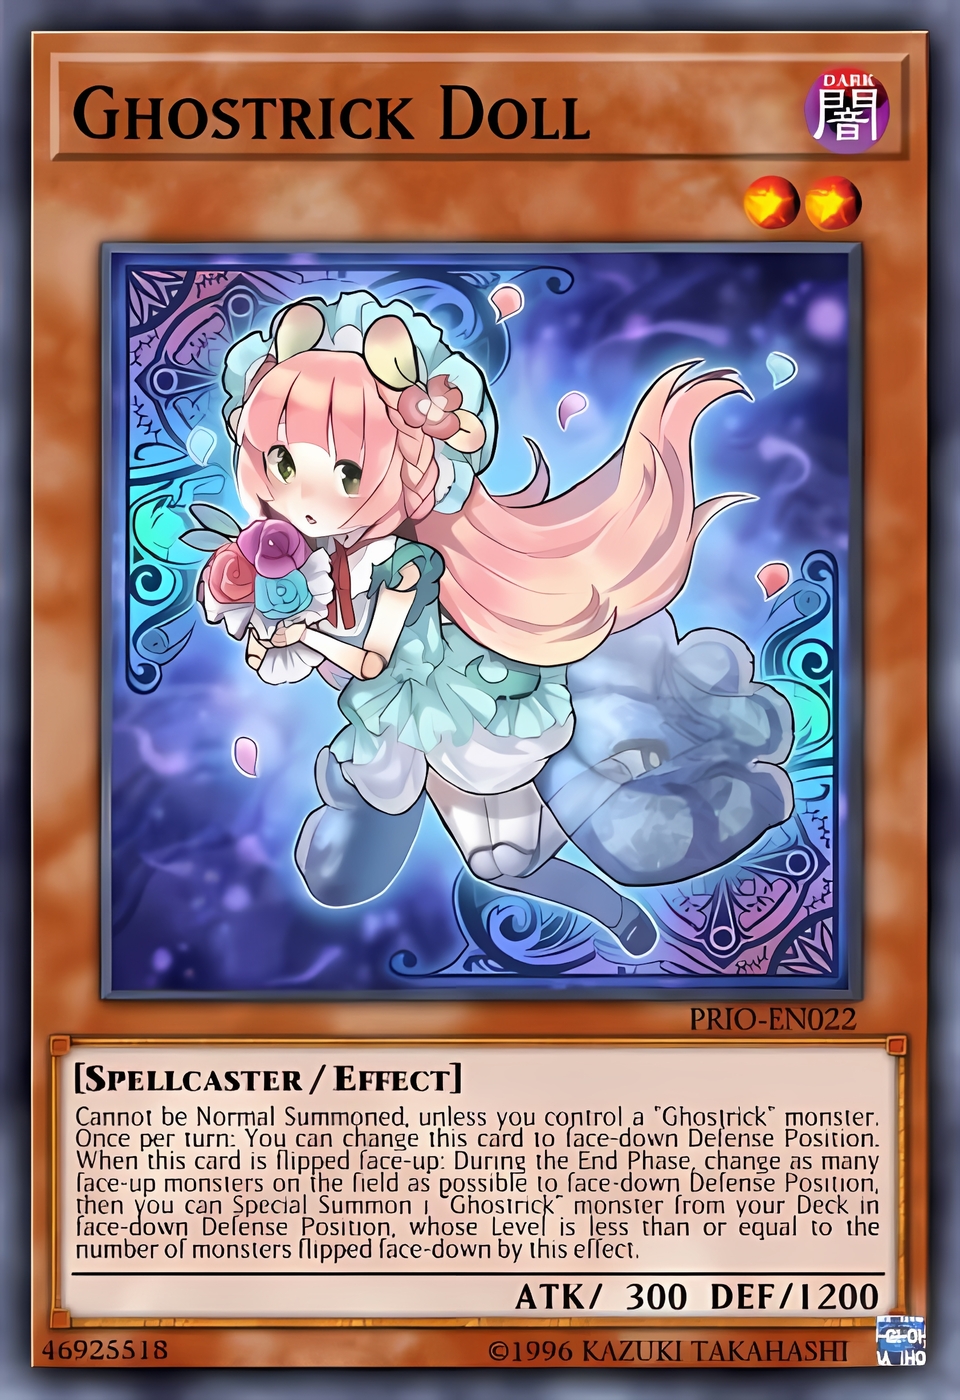 GHOSTRICK DOLL
DARK
闇
PRIO-EN022
[SPELLCASTER / EFFECT]
Cannot be Normal Summoned, unless you control a "Ghostrick" monster.
Once per turn: You can change this card to face-down Defense Position.
When this card is flipped face-up: During the End Phase, change as many
face-up monsters on the field as possible to face-down Defense Position,
then you can Special Summon 1 "Ghostrick" monster from your Deck in
face-down Defense Position, whose Level is less than or equal to the
number of monsters flipped face-down by this effect.
ATK/ 300 DEF/1200
46925518
©1996 KAZUKI TAKAHASHI